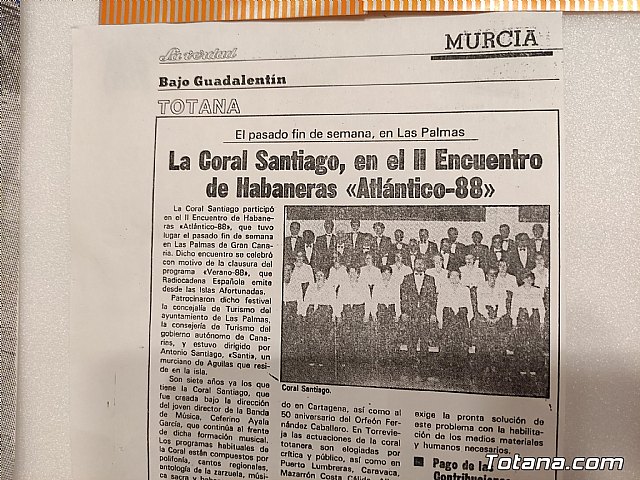 La verdad
MURCIA
Bajo Guadalentín
TOTANA
El pasado fin de semana, en Las Palmas
La Coral Santiago, en el II Encuentro
de Habaneras «Atlántico-88»
La Coral Santiago participó
en el II Encuentro de Habane-
ras «Atlántico-88», que tuvo
lugar el pasado fin de semana
en Las Palmas de Gran Cana-
ria. Dicho encuentro se celebró
con motivo de la clausura del
programa «Verano-88», que
Radiocadena Española emite
desde las Islas Afortunadas.
Patrocinaron dicho festival
la concejalía de Turismo del
ayuntamiento de Las Palmas,
la consejería de Turismo del
gobierno autónomo de Cana-
rias, y estuvo dirigido por
Antonio Santiago, «Santi», un
murciano de Aguilas que resi-
de en la isla.
Son siete años ya los que
tiene la Coral Santiago, que
fue creada bajo la dirección
del joven director de la Banda
de Música, Ceferino Ayala
García, que continúa al frente
de dicha formación musical.
Los programas habituales de
la Coral están compuestos por
polifonía, cantos regionales,
antología de la zarzuela, músi-
ca sacra y haba
Coral Santiago.
do en Cartagena, así como al
50 aniversario del Orfeón Fer-
nández Caballero. En Torrevie-
ja las actuaciones de la coral
totanera son elogiadas por
crítica y público, así como en
Puerto Lumbreras, Caravaca,
Mazarrón Costa Cálida
exige la pronta solución de
este problema con la habilita-
ción de los medios materiales
y humanos necesarios.
Pago de las
Contribuciones
Totana.com